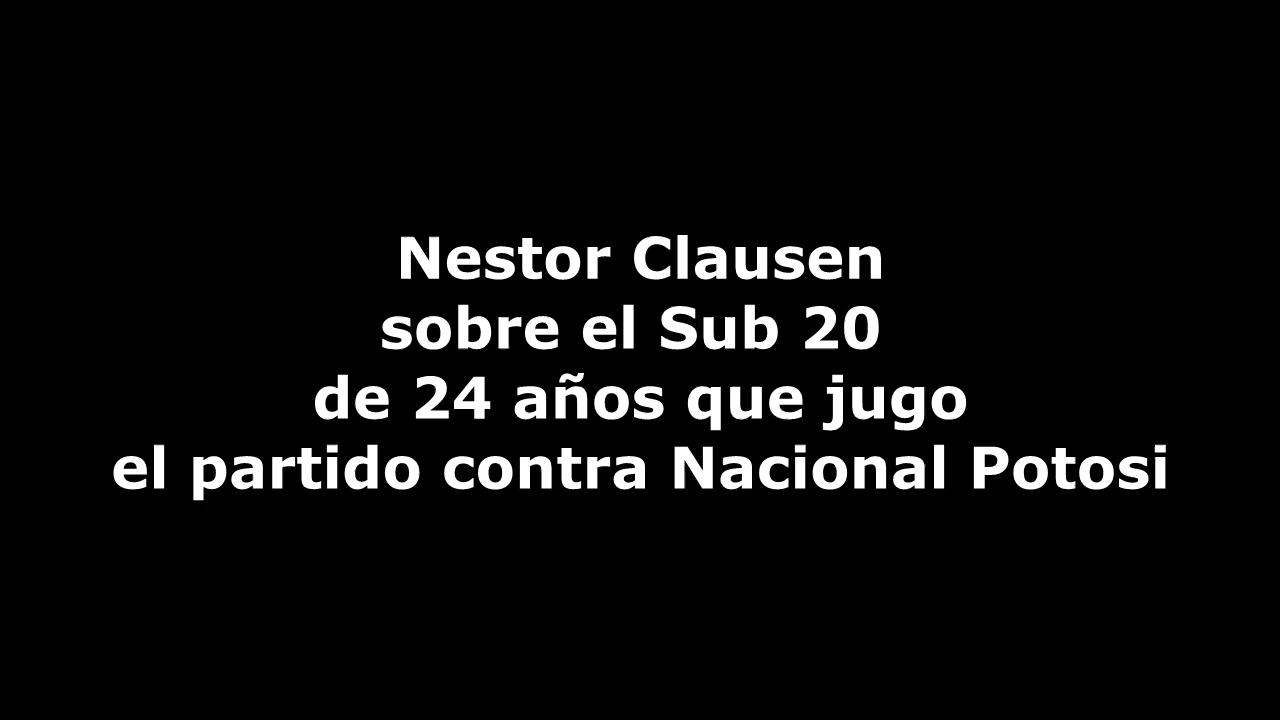 Nestor Clausen
sobre el Sub 20
de 24 años que jugo
el partido contra Nacional Potosi